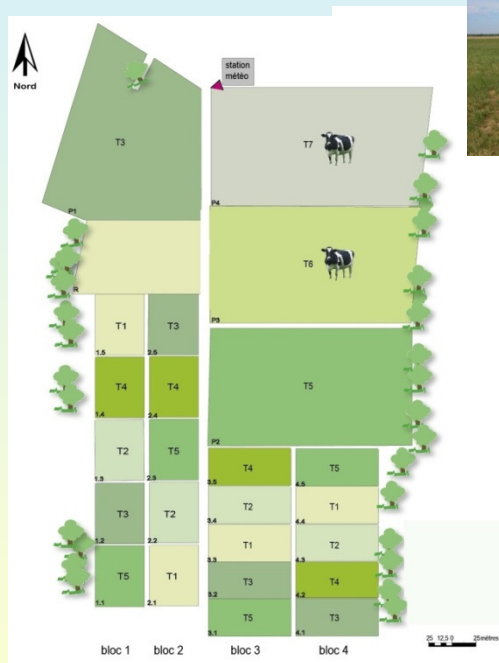 Nord
station
météo
T3
T7
P1
P4
R
T6
P3
T1
T3
1.5
2.5
T4
T4
1.4
2.4
T5
P2
T2
T5
1.3
2.3
T3
T2
1.2
2.2
T5
T1
1.1
2.1
T4
T5
3.5
4.5
T2
T1
3.4
4.4
T1
T2
3.3
4.3
T3
T4
3.2
4.2
T5
T3
3.1
4.1
25 12,5 0 25mètres
bloc 1 bloc 2 bloc 3 bloc 4